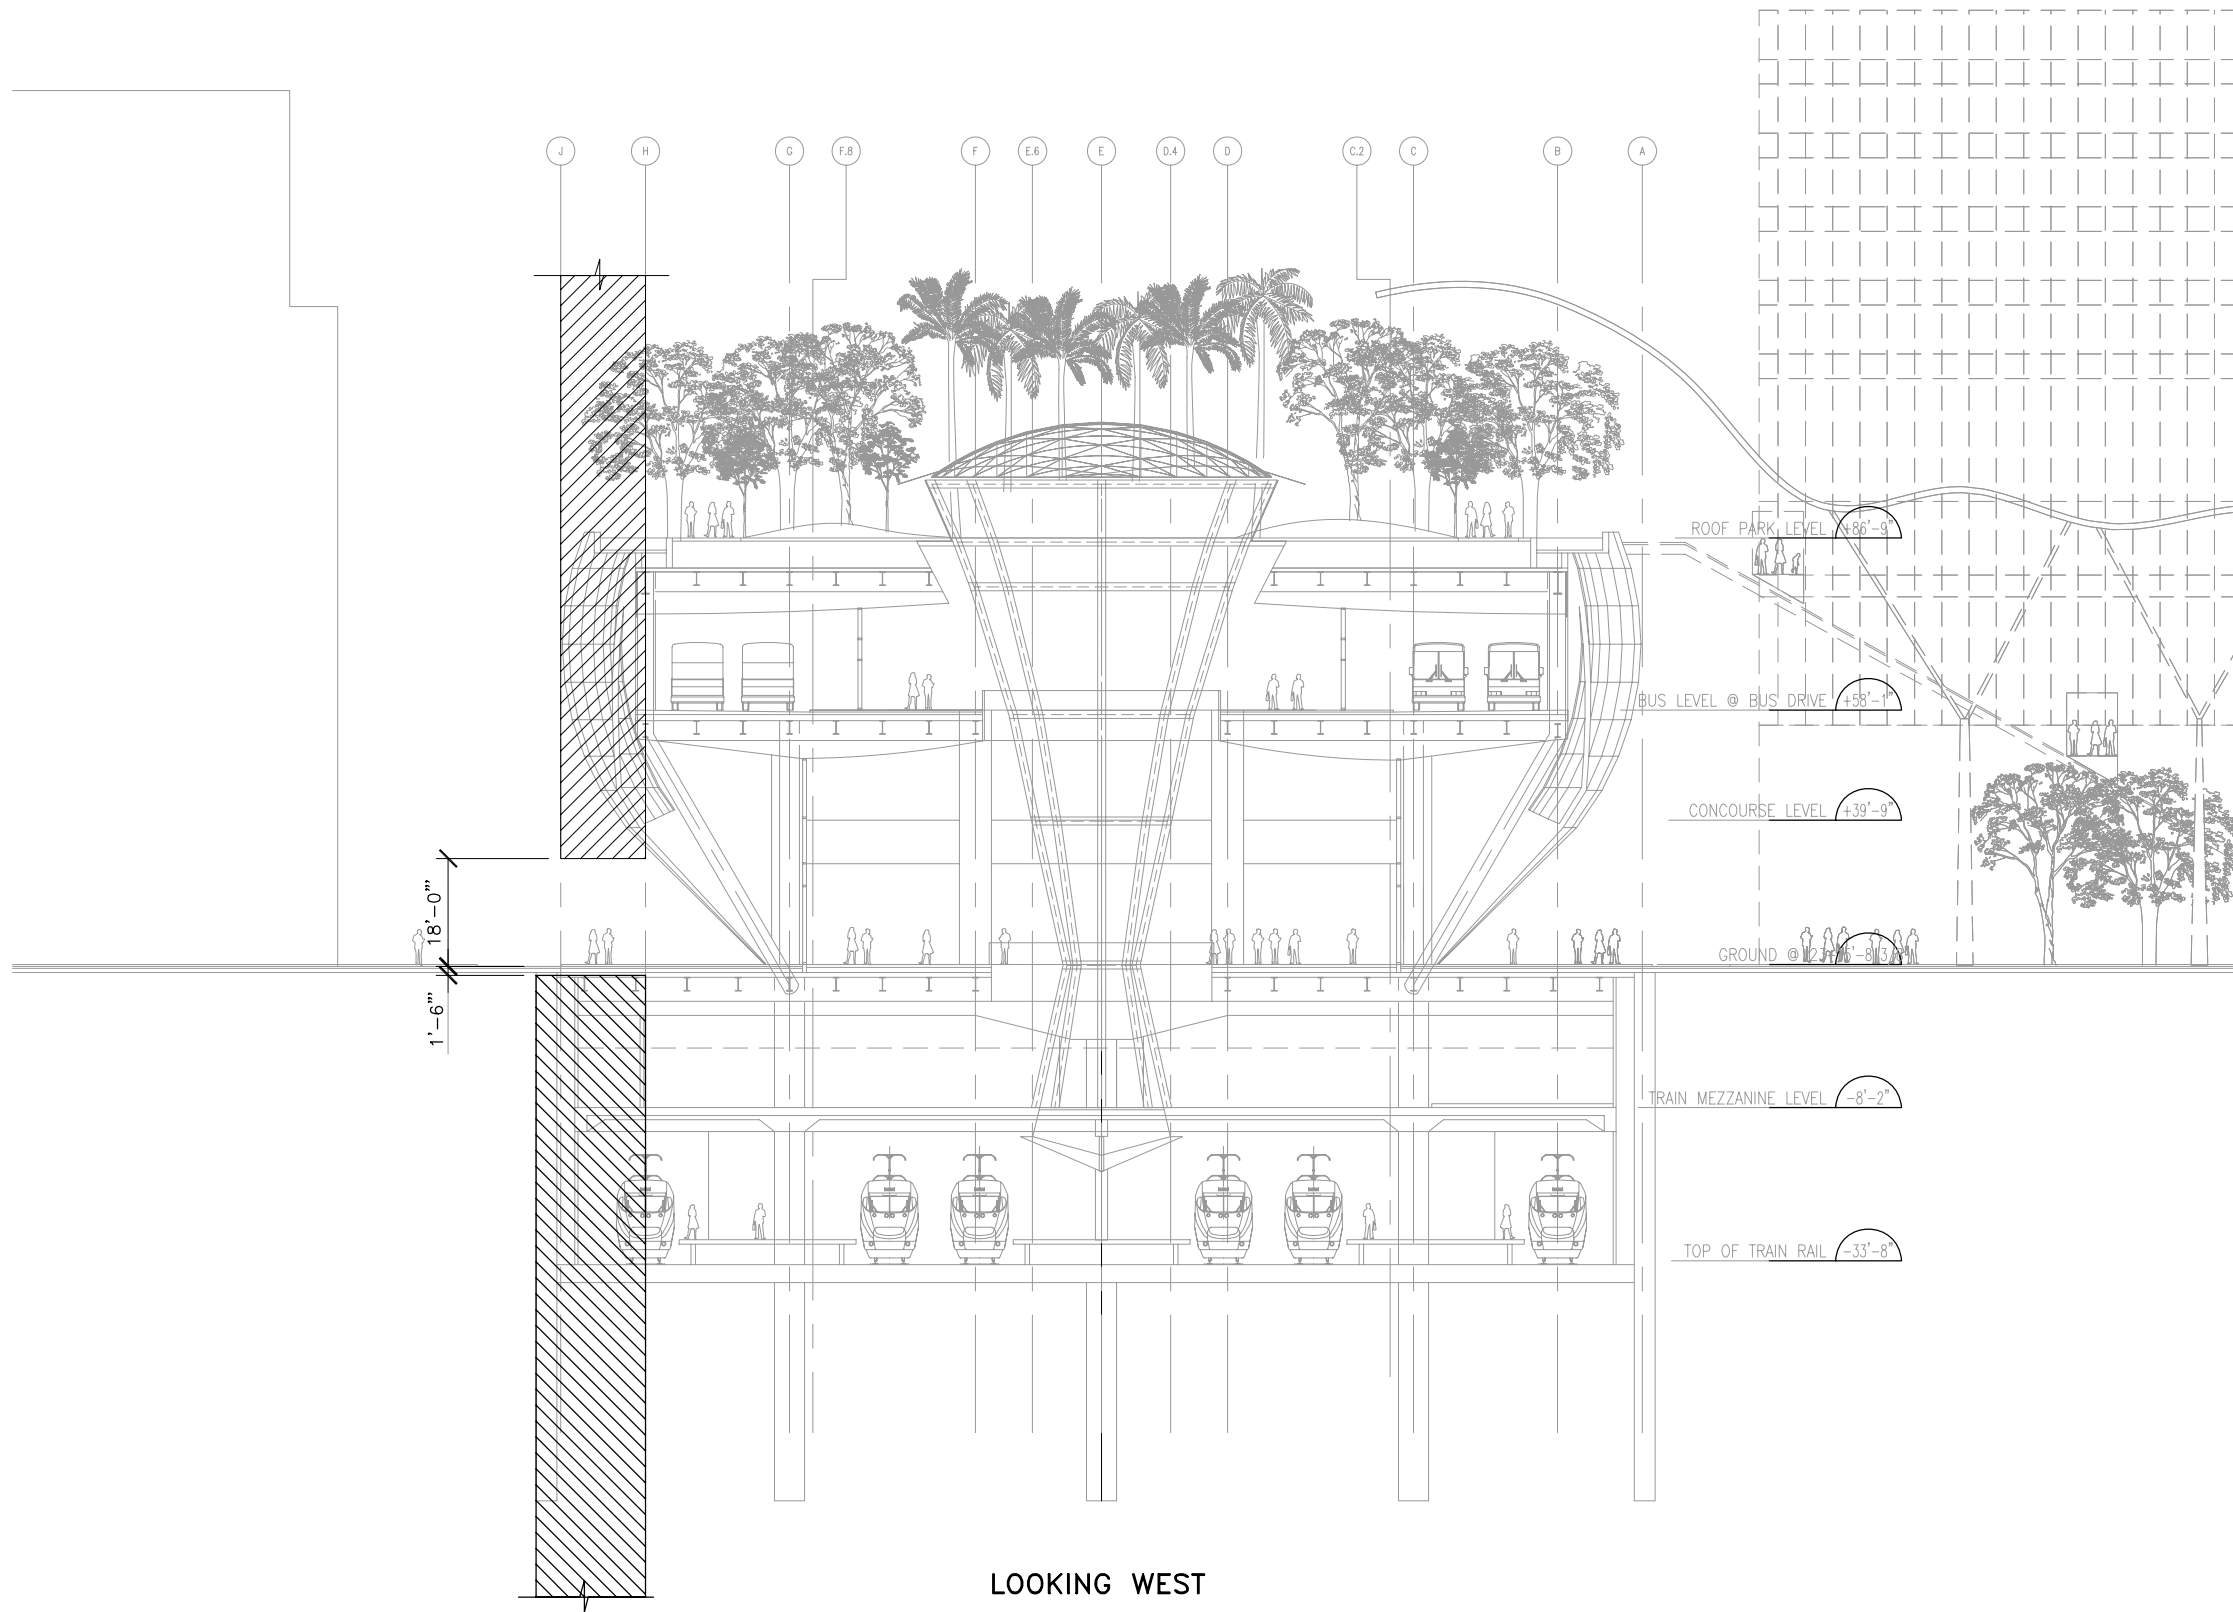 J H G F.8 F E.6 E D.4 D C.2 C B A
ROOF PARK LEVEL +86'-9"
BUS LEVEL @ BUS DRIVE +58'-1"
CONCOURSE LEVEL +39'-9"
18'-0"'
GROUND @
1'-6"'
TRAIN MEZZANINE LEVEL -8'-2"
TOP OF TRAIN RAIL -33'-8"
LOOKING WEST